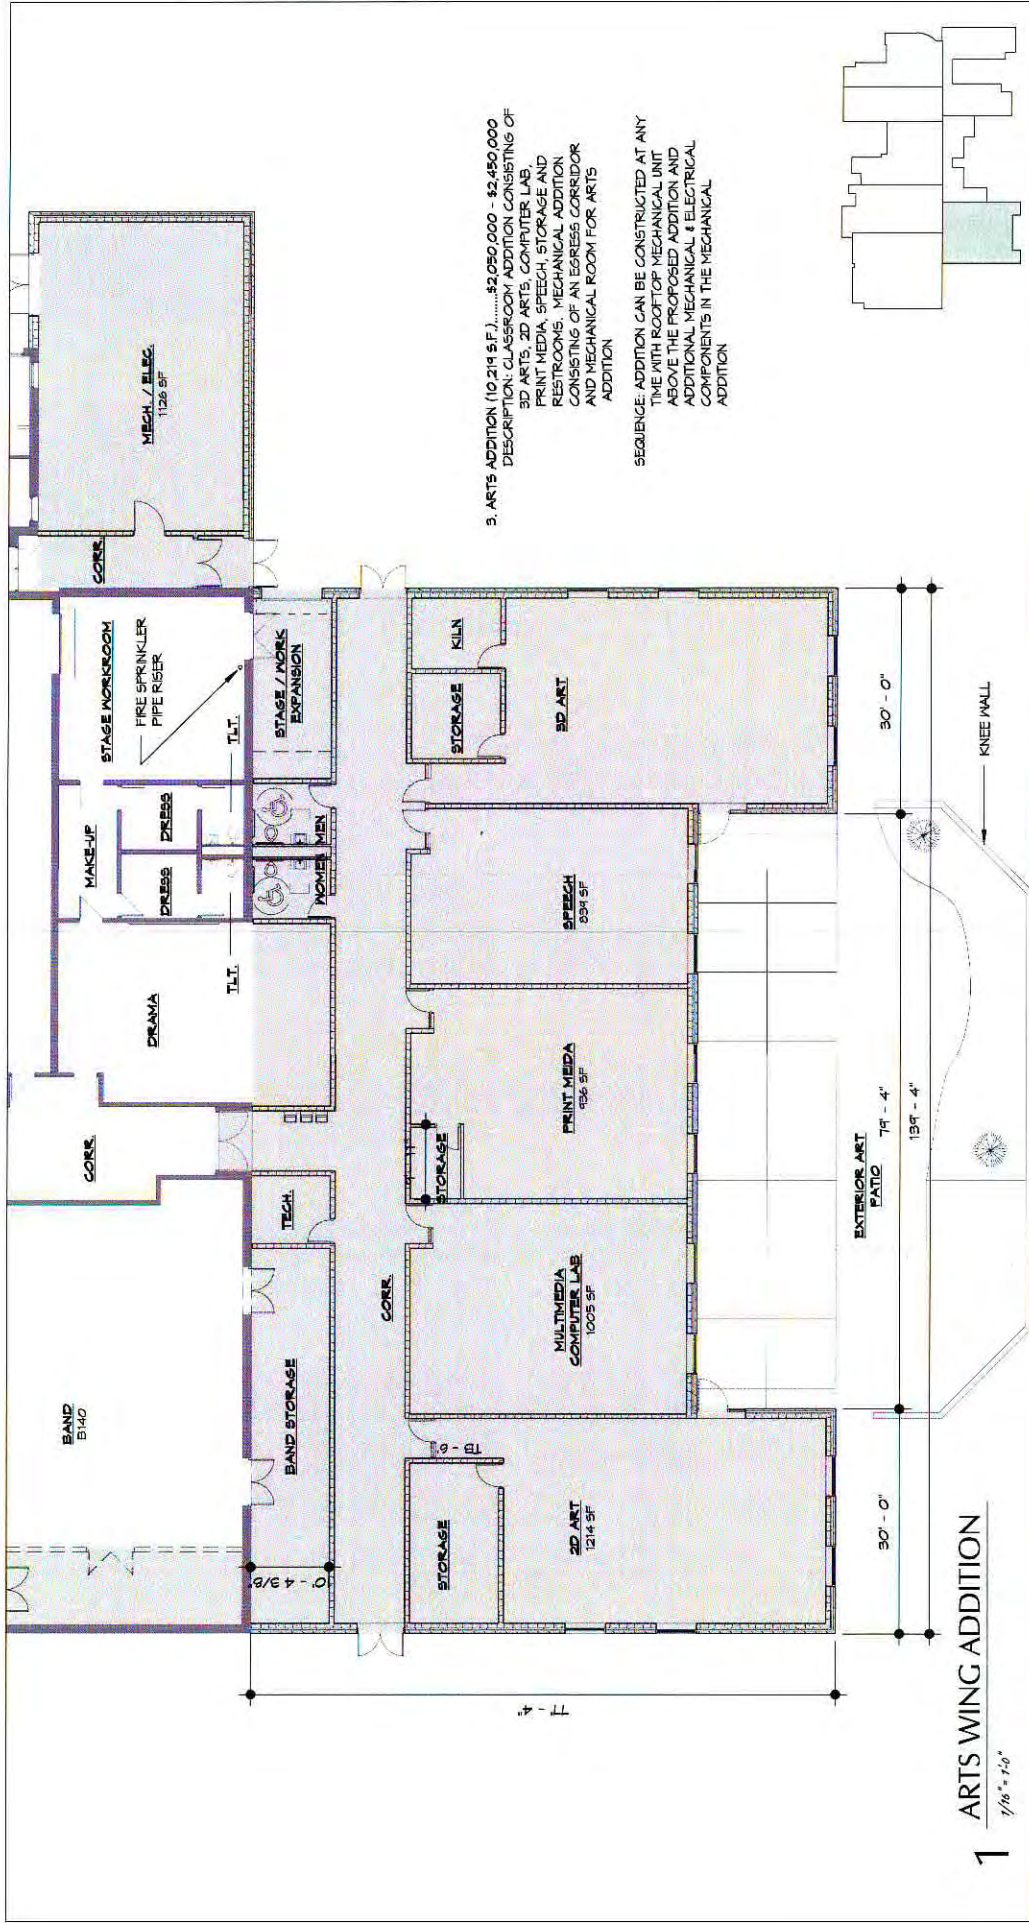 MECH. / ELEC.
1126 SF
CORR.
STAGE WORKROOM
FIRE SPRINKLER
PIPE RISER
TLT.
MAKE-UP
DRESS
DRESS
TLT.
DRAMA
CORR.
BAND
B140
STAGE / WORK
EXPANSION
MEN
WOMEN
TECH.
BAND STORAGE
10' - 4 3/8"
CORR.
KILN
STORAGE
3D ART
SPEECH
839 SF
PRINT MEIDA
936 SF
STORAGE
MULTIMEDIA
COMPUTER LAB
1005 SF
STORAGE
2D ART
1214 SF
77' - 4"
EXTERIOR ART
PATIO
30' - 0"
79' - 4"
30' - 0"
139' - 4"
KNEE WALL
3. ARTS ADDITION (10,219 S.F.).........$2,050,000 - $2,450,000
DESCRIPTION: CLASSROOM ADDITION CONSISTING OF
3D ARTS, 2D ARTS, COMPUTER LAB,
PRINT MEDIA, SPEECH, STORAGE AND
RESTROOMS. MECHANICAL ADDITION
CONSISTING OF AN EGRESS CORRIDOR
AND MECHANICAL ROOM FOR ARTS
ADDITION
SEQUENCE: ADDITION CAN BE CONSTRUCTED AT ANY
TIME WITH ROOFTOP MECHANICAL UNIT
ABOVE THE PROPOSED ADDITION AND
ADDITIONAL MECHANICAL & ELECTRICAL
COMPONENTS IN THE MECHANICAL
ADDITION
1 ARTS WING ADDITION
1/16" = 1'-0"